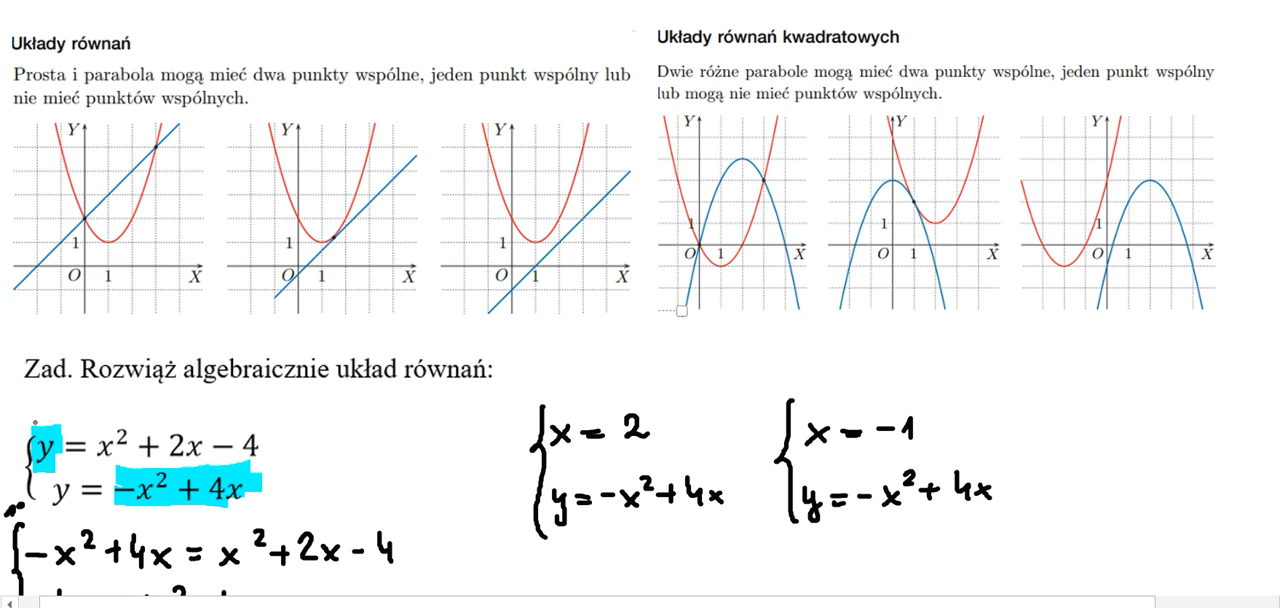 Układy równań
Prosta i parabola mogą mieć dwa punkty wspólne, jeden punkt wspólny lub
nie mieć punktów wspólnych.
Y
1
O 1 X
Y
1
O 1 X
Y
1
O 1 X
Układy równań kwadratowych
Dwie różne parabole mogą mieć dwa punkty wspólne, jeden punkt wspólny
lub mogą nie mieć punktów wspólnych.
Y
1
O 1 X
Y
1
O 1 X
Y
1
O 1 X
Zad. Rozwiąż algebraicznie układ równań:
y = x² + 2x − 4
y = −x² + 4x
1°
−x² + 4x = x² + 2x − 4
x = 2
y = −x² + 4x
x = −1
y = −x² + 4x